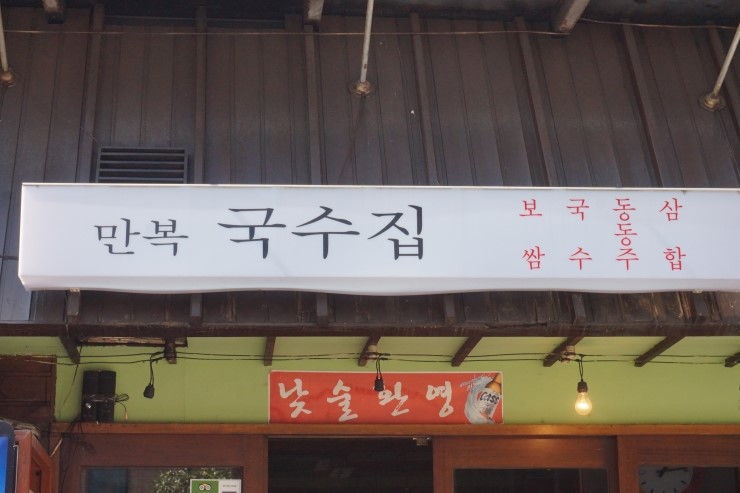 만복 국수집
보쌈
국수
동동주
삼합
낮술환영